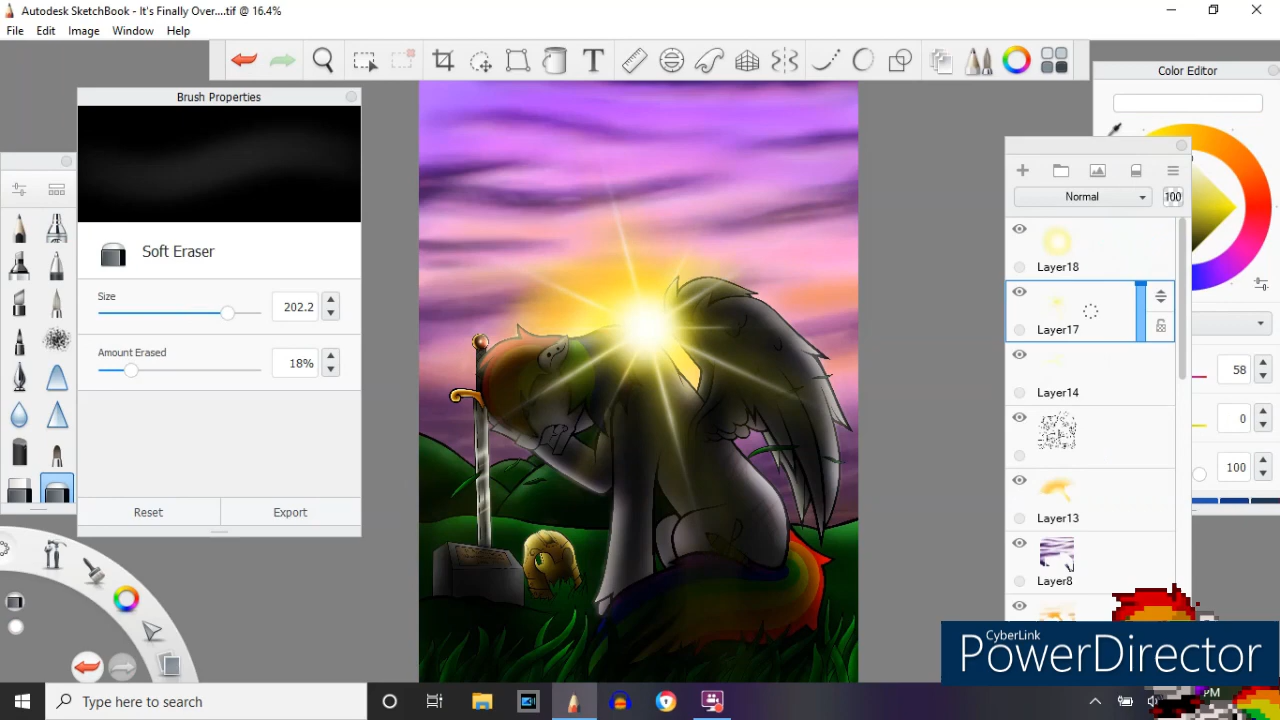 Autodesk SketchBook - It's Finally Over....tif @ 16.4%
File Edit Image Window Help
T
Color Editor
Brush Properties
Soft Eraser
Size
202.2
Amount Erased
18%
Reset Export
Normal 100
Layer18
Layer17
Layer14
Layer13
Layer8
58
0
100
CyberLink
PowerDirector
Type here to search
PM